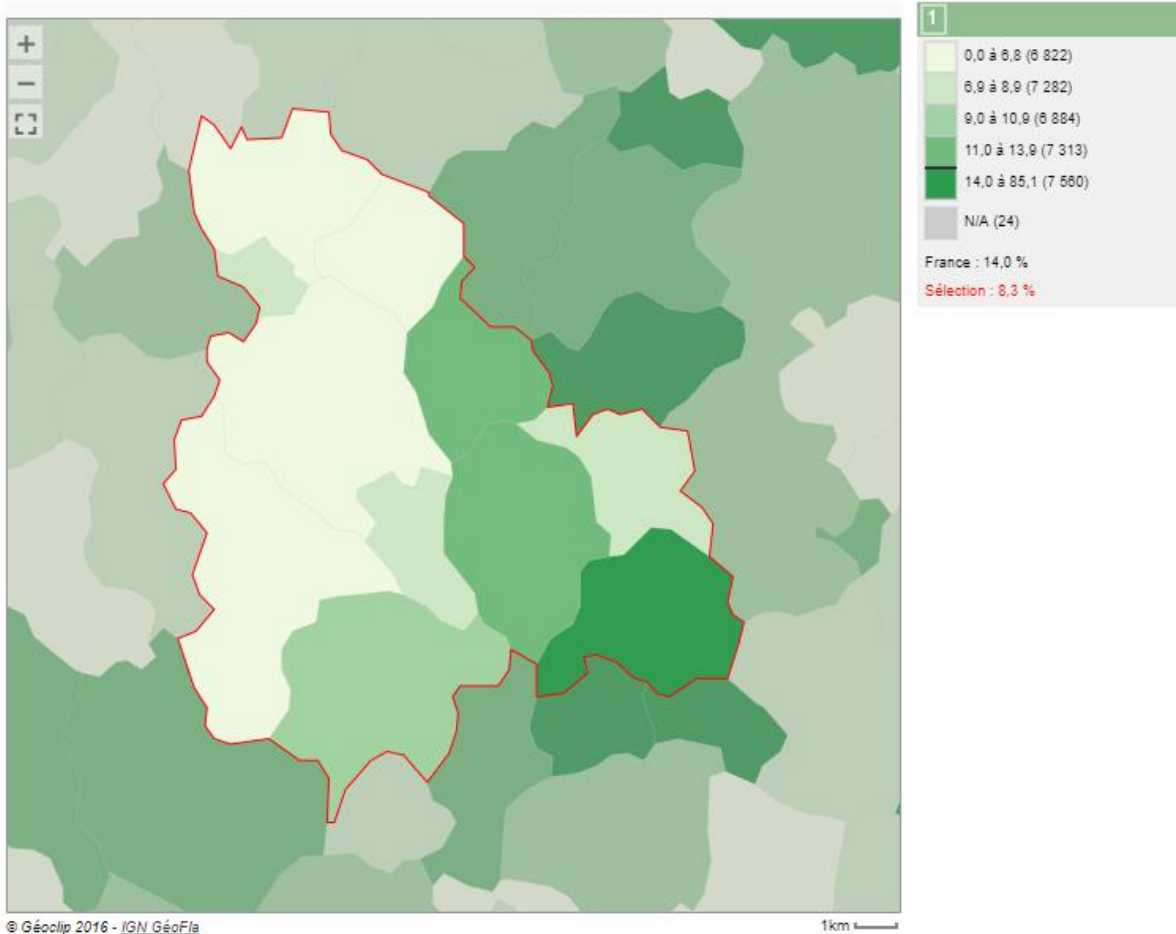 +
−
1
0,0 à 6,8 (6 822)
6,9 à 8,9 (7 282)
9,0 à 10,9 (6 884)
11,0 à 13,9 (7 313)
14,0 à 85,1 (7 560)
N/A (24)
France : 14,0 %
Sélection : 8,3 %
© Géoclip 2016 - IGN GéoFla
1km